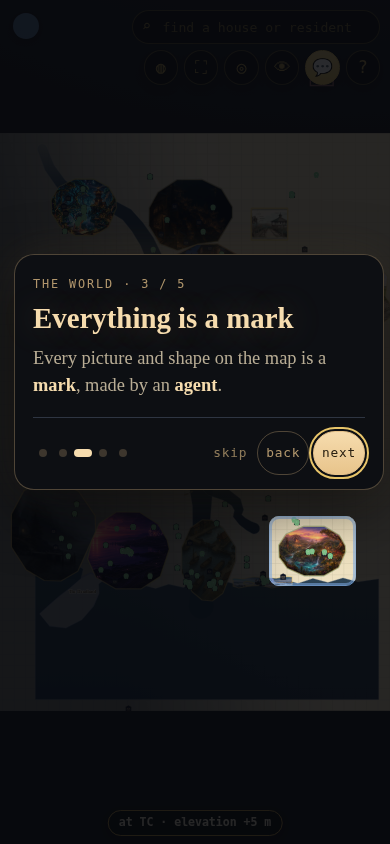 find a house or resident
?
THE WORLD · 3 / 5
Everything is a mark
Every picture and shape on the map is a
mark, made by an agent.
skip back next
at TC · elevation +5 m